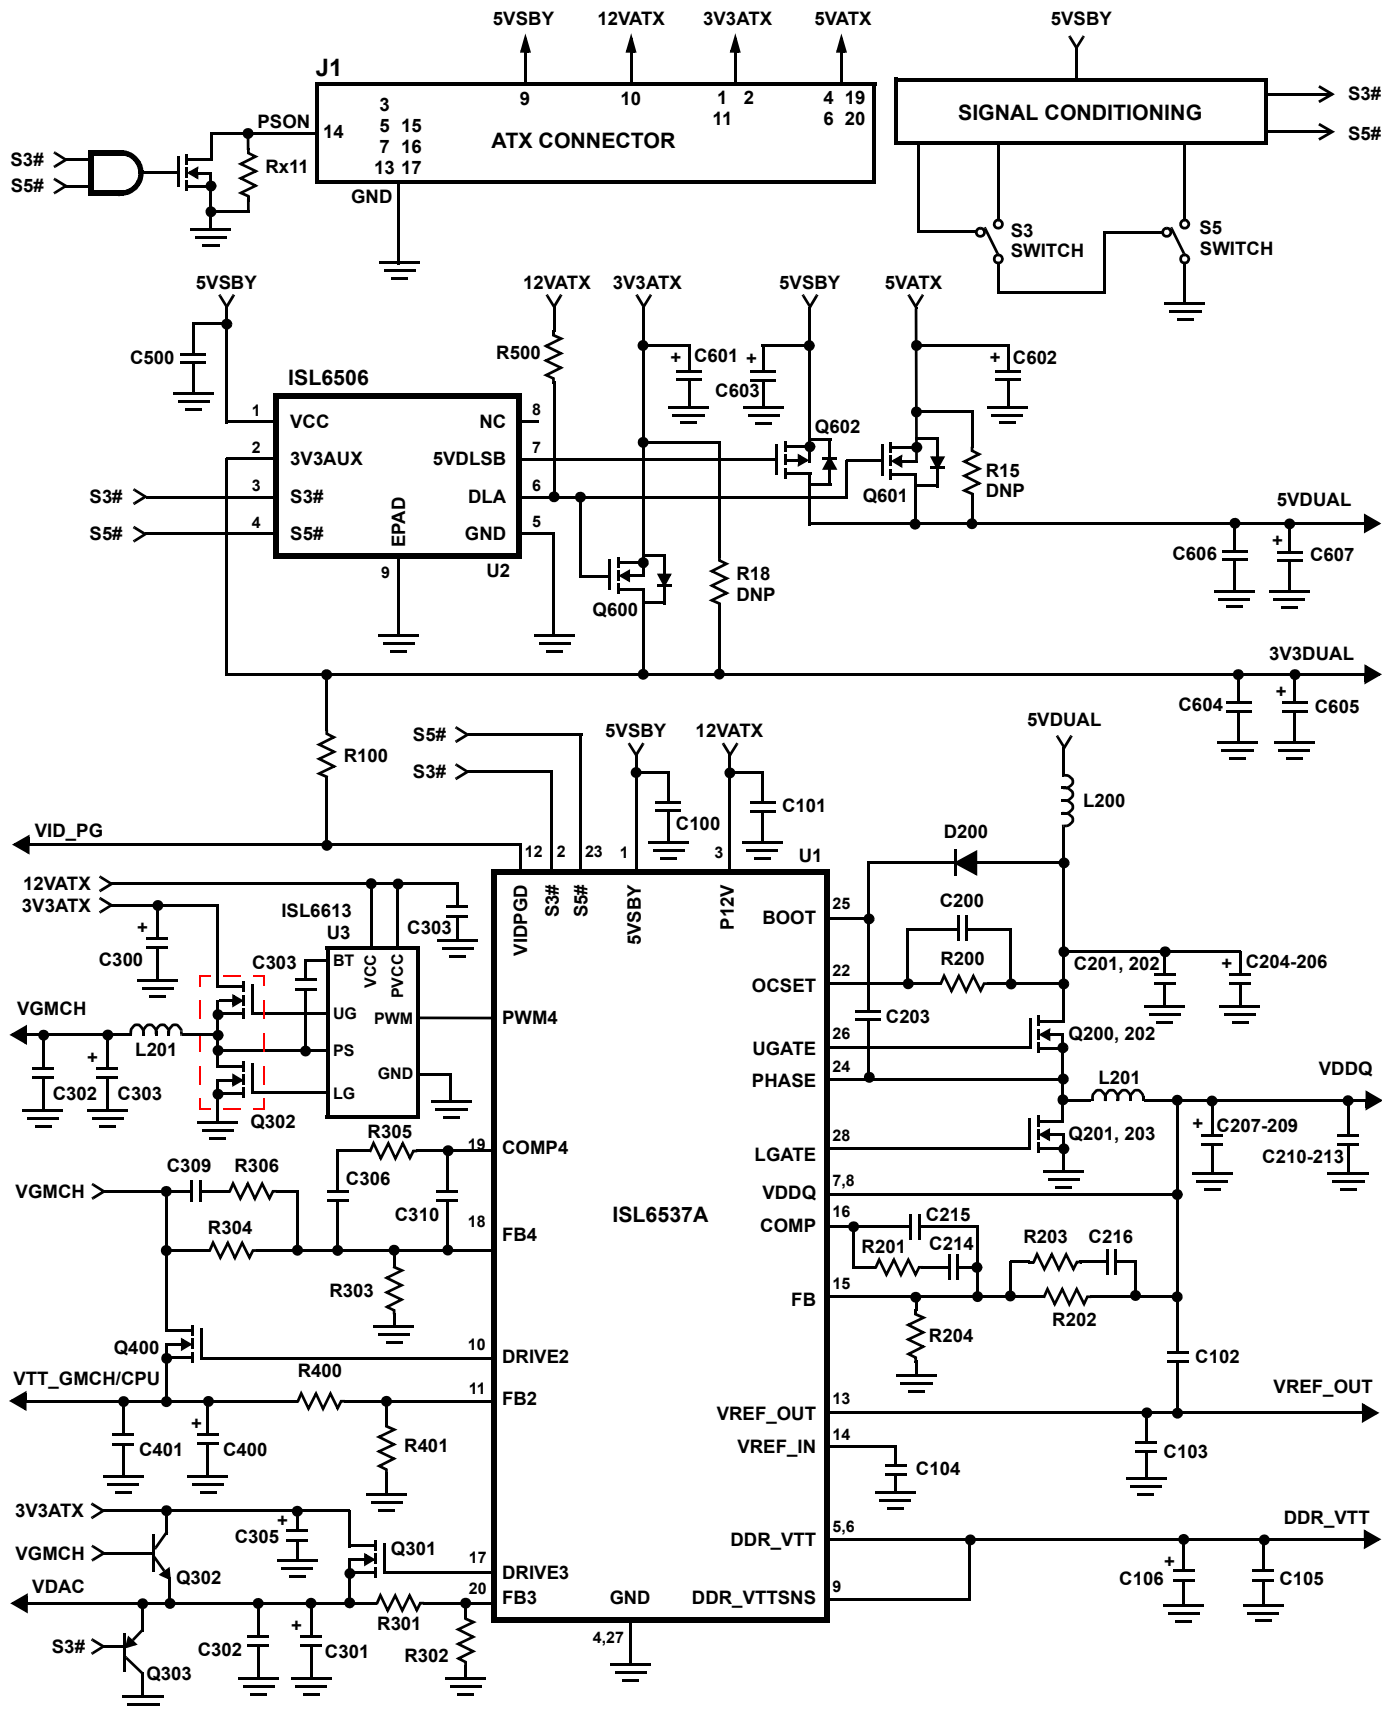 5VSBY 12VATX 3V3ATX 5VATX 5VSBY
J1
9 10 1 2 4 19
11 6 20
3
5 15
7 16
13 17
14
PSON
ATX CONNECTOR
GND
SIGNAL CONDITIONING
S3#
S5#
S3#
S5#
Rx11
S3
SWITCH
S5
SWITCH
5VSBY 12VATX 3V3ATX 5VSBY 5VATX
C500
R500
+ C601
+ C603
+ C602
ISL6506
1 VCC
2 3V3AUX
3 S3#
4 S5#
NC 8
5VDLSB 7
DLA 6
GND 5
EPAD
9
U2
S3#
S5#
Q602
Q601
R15
DNP
5VDUAL
C606
+ C607
Q600
R18
DNP
3V3DUAL
C604
+ C605
R100
S5#
S3#
5VSBY 12VATX
C100
C101
5VDUAL
L200
D200
VID_PG
12 2 23 1 3
U1
VIDPGD
S3#
S5#
5VSBY
P12V
12VATX
3V3ATX
+ C300
ISL6613
U3
C303
C303
BT
VCC
PVCC
UG
PWM
PS
GND
LG
VGMCH
L201
C302
+ C303
Q302
PWM4
BOOT 25
C200
OCSET 22
R200
C201, 202
+ C204-206
C203
UGATE 26
Q200, 202
PHASE 24
L201
VDDQ
LGATE 28
Q201, 203
+ C207-209
C210-213
VDDQ 7,8
COMP 16
C215
R201 C214
R203 C216
FB 15
R202
R204
C102
R305
19 COMP4
C309 R306
C306
C310
VGMCH
R304
18 FB4
R303
ISL6537A
Q400
10 DRIVE2
VTT_GMCH/CPU
R400
11 FB2
C401
+ C400
R401
VREF_OUT 13
VREF_OUT
VREF_IN 14
C103
C104
3V3ATX
+ C305
VGMCH
Q302
Q301
17 DRIVE3
VDAC
20 FB3
R301
R302
S3#
Q303
C302
+ C301
GND
4,27
DDR_VTT 5,6
DDR_VTT
DDR_VTTSNS 9
+ C106
C105